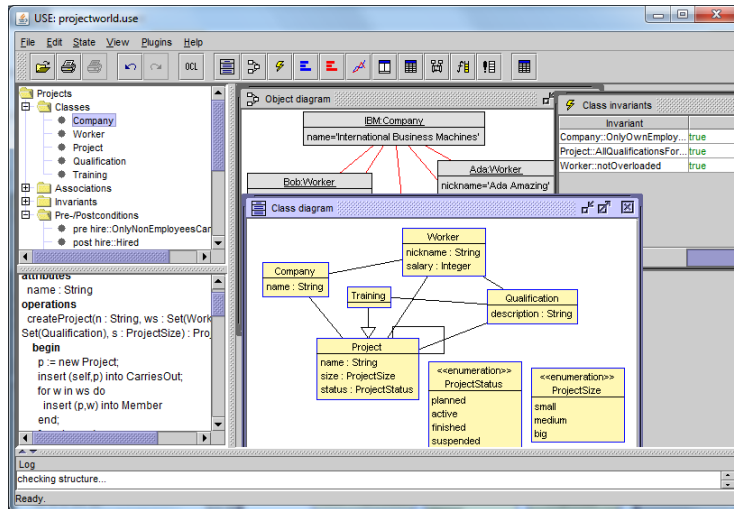 USE: projectworld.use
File Edit State View Plugins Help
OCL
Projects
Classes
Company
Worker
Project
Qualification
Training
Associations
Invariants
Pre-/Postconditions
pre hire::OnlyNonEmployeesCar
post hire::Hired
attributes
name : String
operations
createProject(n : String, ws : Set(Work
Set(Qualification), s : ProjectSize) : Proj
begin
p := new Project;
insert (self,p) into CarriesOut;
for w in ws do
insert (p,w) into Member
end;
Object diagram
IBM:Company
name='International Business Machines'
Bob:Worker
Ada:Worker
nickname='Ada Amazing'
Class invariants
Invariant
Company::OnlyOwnEmploy... true
Project::AllQualificationsFor... true
Worker::notOverloaded true
Class diagram
Worker
nickname : String
salary : Integer
Company
name : String
Training
Qualification
description : String
Project
name : String
size : ProjectSize
status : ProjectStatus
<<enumeration>>
ProjectStatus
planned
active
finished
suspended
<<enumeration>>
ProjectSize
small
medium
big
Log
checking structure...
Ready.